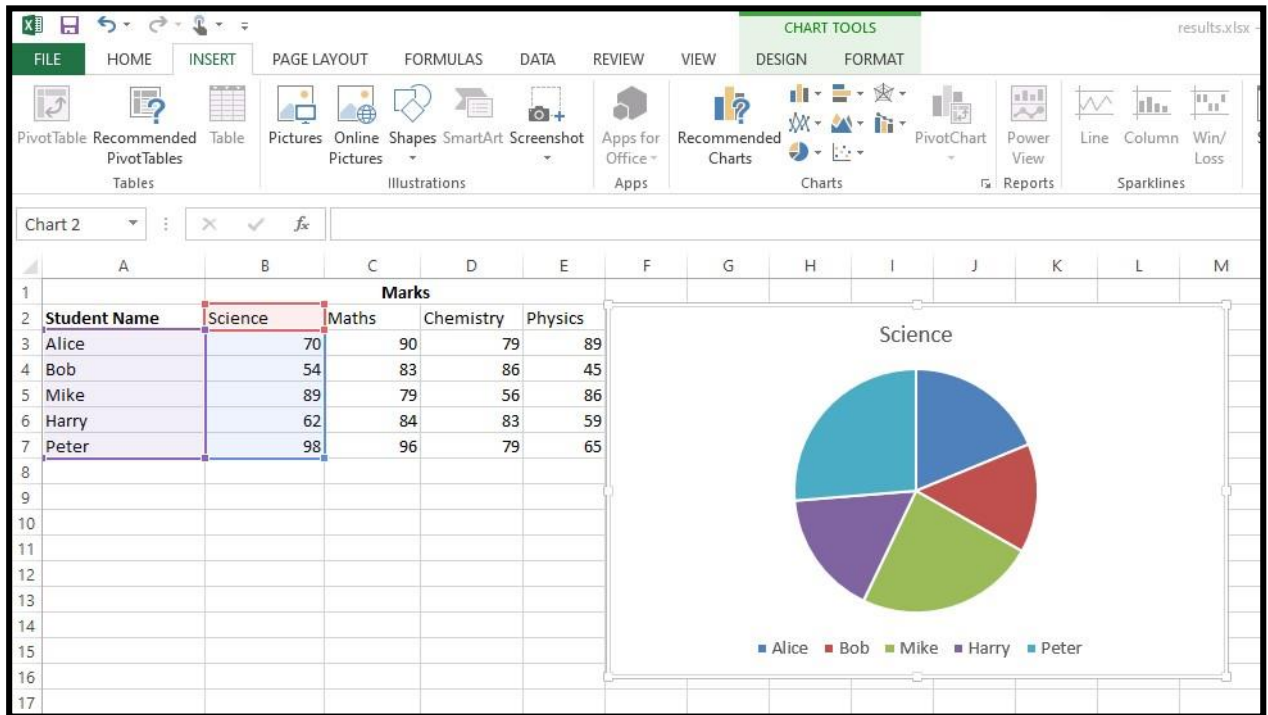 CHART TOOLS
results.xlsx -
FILE HOME INSERT PAGE LAYOUT FORMULAS DATA REVIEW VIEW DESIGN FORMAT
PivotTable Recommended Table Pictures Online Shapes SmartArt Screenshot Apps for Recommended PivotChart Power Line Column Win/
PivotTables Pictures Office Charts View Loss
Tables Illustrations Apps Charts Reports Sparklines
Chart 2 fx
A B C D E F G H I J K L M
1 Marks
2 Student Name Science Maths Chemistry Physics
3 Alice 70 90 79 89
4 Bob 54 83 86 45
5 Mike 89 79 56 86
6 Harry 62 84 83 59
7 Peter 98 96 79 65
8
9
10
11
12
13
14
15
16
17
Science
Alice Bob Mike Harry Peter